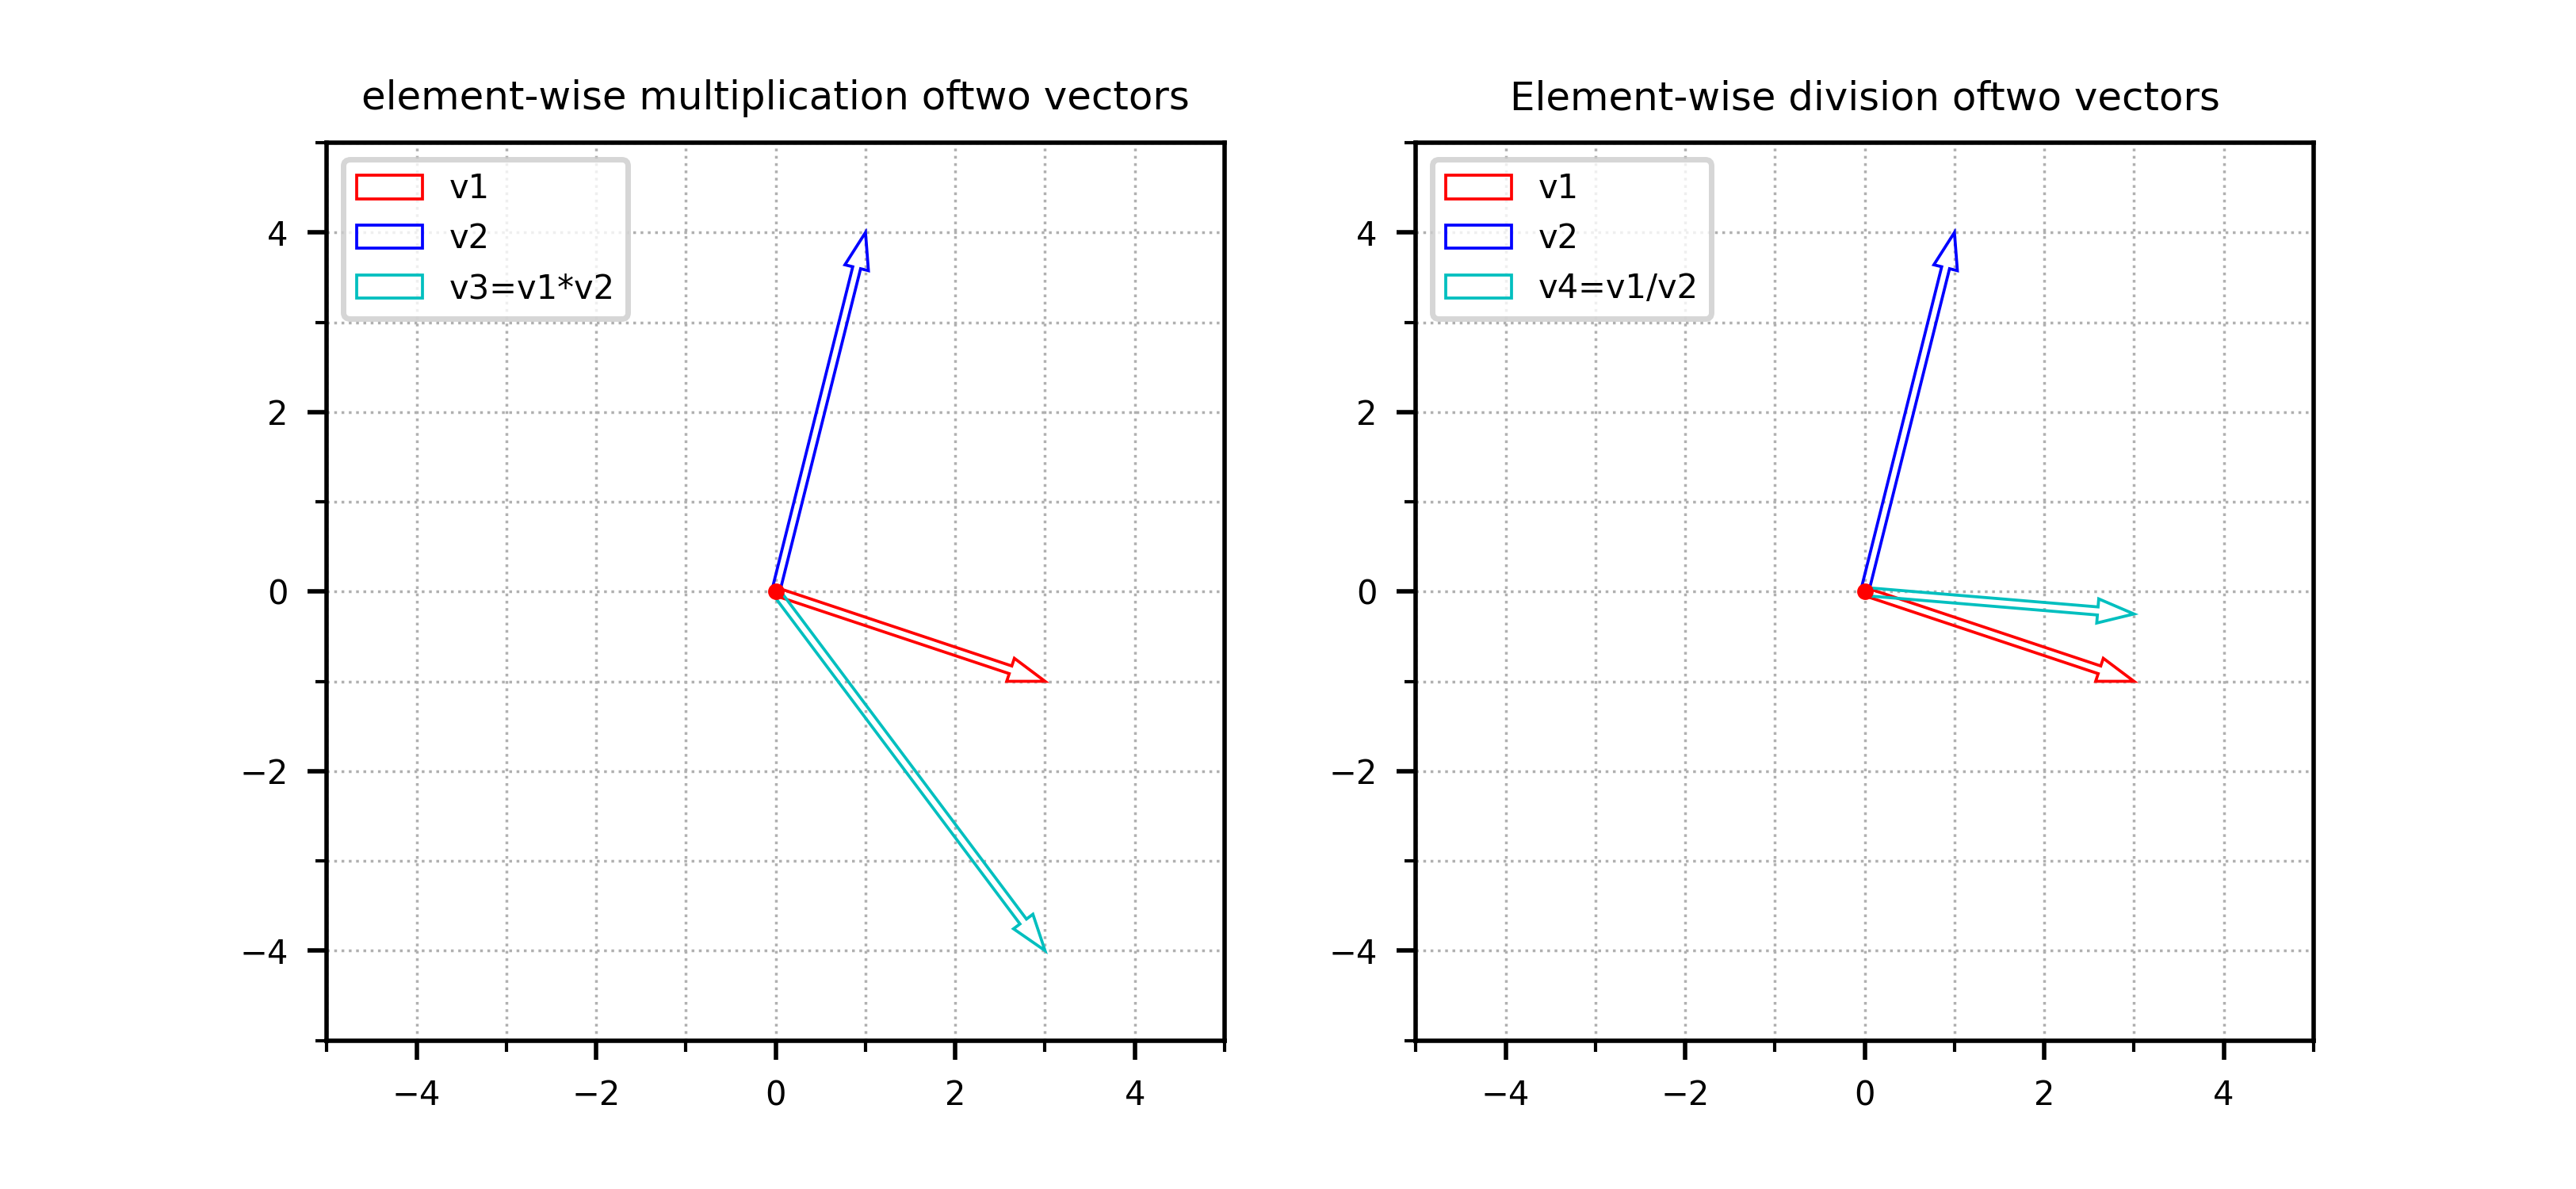 element-wise multiplication oftwo vectors
v1
v2
v3=v1*v2
4
2
0
−2
−4
−4 −2 0 2 4
Element-wise division oftwo vectors
v1
v2
v4=v1/v2
4
2
0
−2
−4
−4 −2 0 2 4